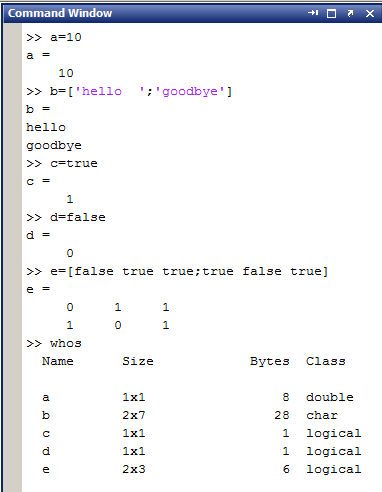 Command Window
>> a=10
a =
10
>> b=['hello  ';'goodbye']
b =
hello
goodbye
>> c=true
c =
1
>> d=false
d =
0
>> e=[false true true;true false true]
e =
0 1 1
1 0 1
>> whos
Name Size Bytes Class
a 1x1 8 double
b 2x7 28 char
c 1x1 1 logical
d 1x1 1 logical
e 2x3 6 logical